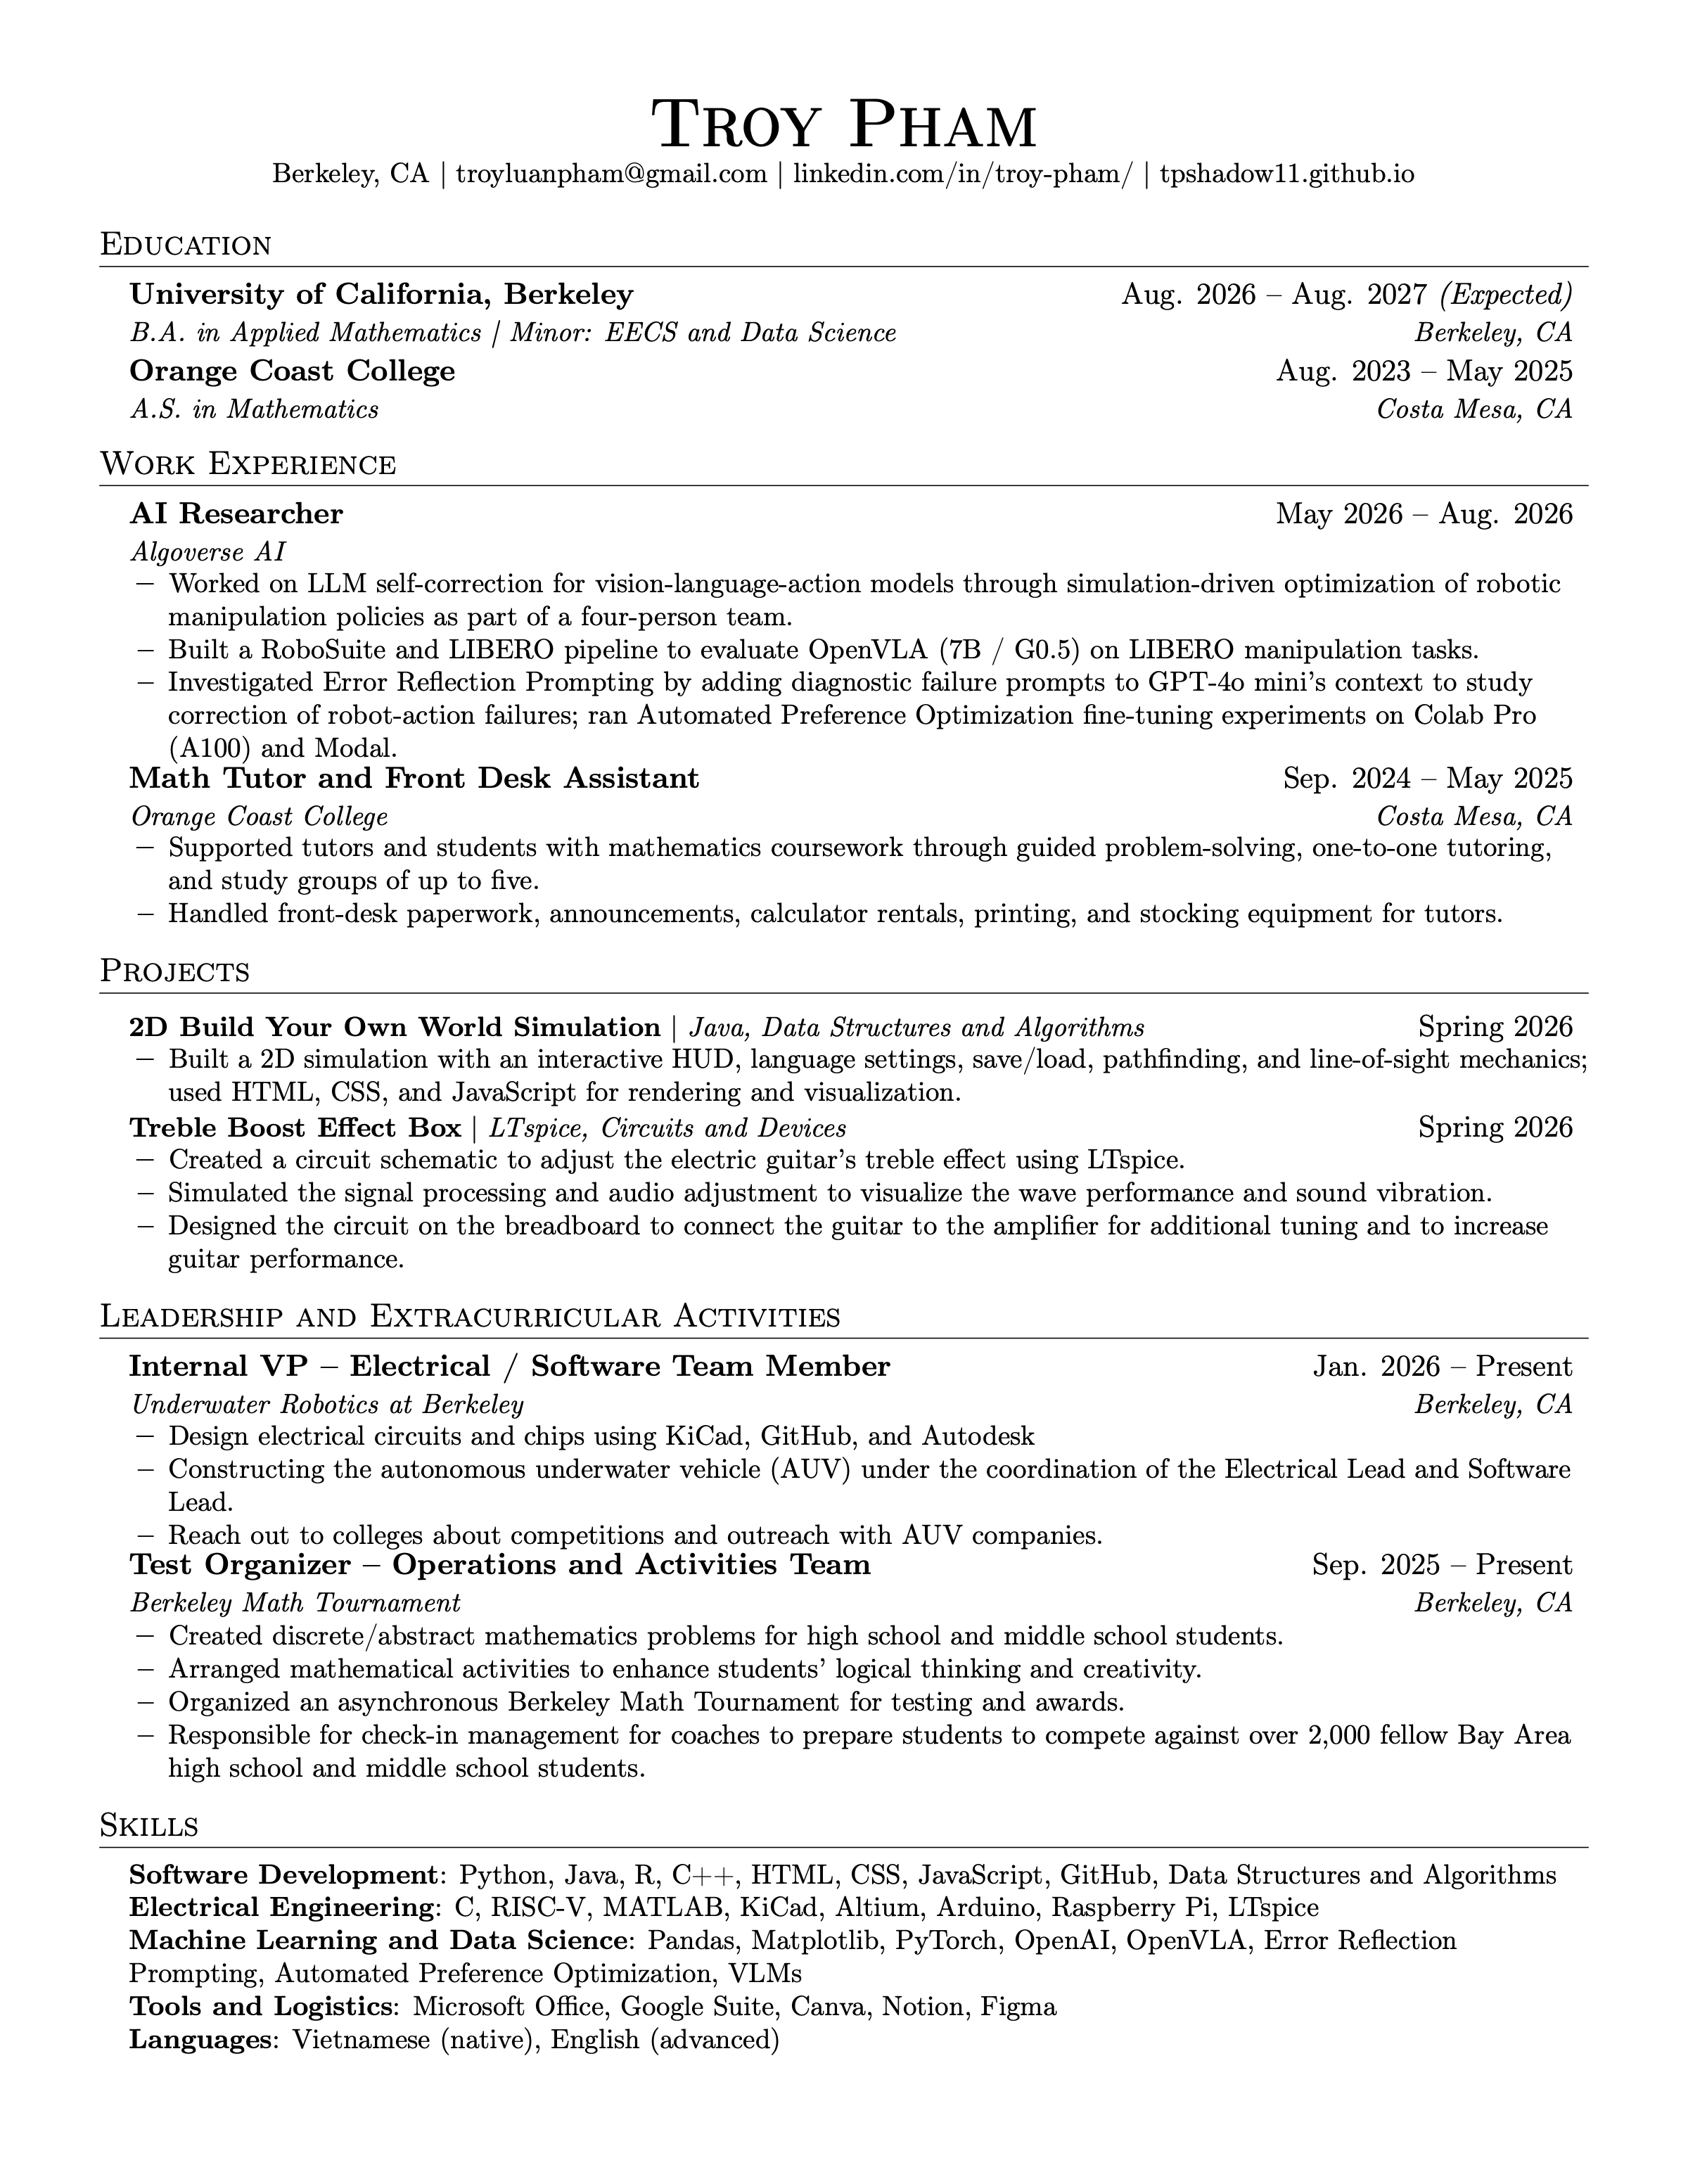 Troy Pham
Berkeley, CA | troyluanpham@gmail.com | linkedin.com/in/troy-pham/ | tpshadow11.github.io
Education
University of California, Berkeley Aug. 2026 – Aug. 2027 (Expected)
B.A. in Applied Mathematics | Minor: EECS and Data Science Berkeley, CA
Orange Coast College Aug. 2023 – May 2025
A.S. in Mathematics Costa Mesa, CA
Work Experience
AI Researcher May 2026 – Aug. 2026
Algoverse AI
– Worked on LLM self-correction for vision-language-action models through simulation-driven optimization of robotic
manipulation policies as part of a four-person team.
– Built a RoboSuite and LIBERO pipeline to evaluate OpenVLA (7B / G0.5) on LIBERO manipulation tasks.
– Investigated Error Reflection Prompting by adding diagnostic failure prompts to GPT-4o mini's context to study
correction of robot-action failures; ran Automated Preference Optimization fine-tuning experiments on Colab Pro
(A100) and Modal.
Math Tutor and Front Desk Assistant Sep. 2024 – May 2025
Orange Coast College Costa Mesa, CA
– Supported tutors and students with mathematics coursework through guided problem-solving, one-to-one tutoring,
and study groups of up to five.
– Handled front-desk paperwork, announcements, calculator rentals, printing, and stocking equipment for tutors.
Projects
2D Build Your Own World Simulation | Java, Data Structures and Algorithms Spring 2026
– Built a 2D simulation with an interactive HUD, language settings, save/load, pathfinding, and line-of-sight mechanics;
used HTML, CSS, and JavaScript for rendering and visualization.
Treble Boost Effect Box | LTspice, Circuits and Devices Spring 2026
– Created a circuit schematic to adjust the electric guitar's treble effect using LTspice.
– Simulated the signal processing and audio adjustment to visualize the wave performance and sound vibration.
– Designed the circuit on the breadboard to connect the guitar to the amplifier for additional tuning and to increase
guitar performance.
Leadership and Extracurricular Activities
Internal VP – Electrical / Software Team Member Jan. 2026 – Present
Underwater Robotics at Berkeley Berkeley, CA
– Design electrical circuits and chips using KiCad, GitHub, and Autodesk
– Constructing the autonomous underwater vehicle (AUV) under the coordination of the Electrical Lead and Software
Lead.
– Reach out to colleges about competitions and outreach with AUV companies.
Test Organizer – Operations and Activities Team Sep. 2025 – Present
Berkeley Math Tournament Berkeley, CA
– Created discrete/abstract mathematics problems for high school and middle school students.
– Arranged mathematical activities to enhance students' logical thinking and creativity.
– Organized an asynchronous Berkeley Math Tournament for testing and awards.
– Responsible for check-in management for coaches to prepare students to compete against over 2,000 fellow Bay Area
high school and middle school students.
Skills
Software Development: Python, Java, R, C++, HTML, CSS, JavaScript, GitHub, Data Structures and Algorithms
Electrical Engineering: C, RISC-V, MATLAB, KiCad, Altium, Arduino, Raspberry Pi, LTspice
Machine Learning and Data Science: Pandas, Matplotlib, PyTorch, OpenAI, OpenVLA, Error Reflection
Prompting, Automated Preference Optimization, VLMs
Tools and Logistics: Microsoft Office, Google Suite, Canva, Notion, Figma
Languages: Vietnamese (native), English (advanced)